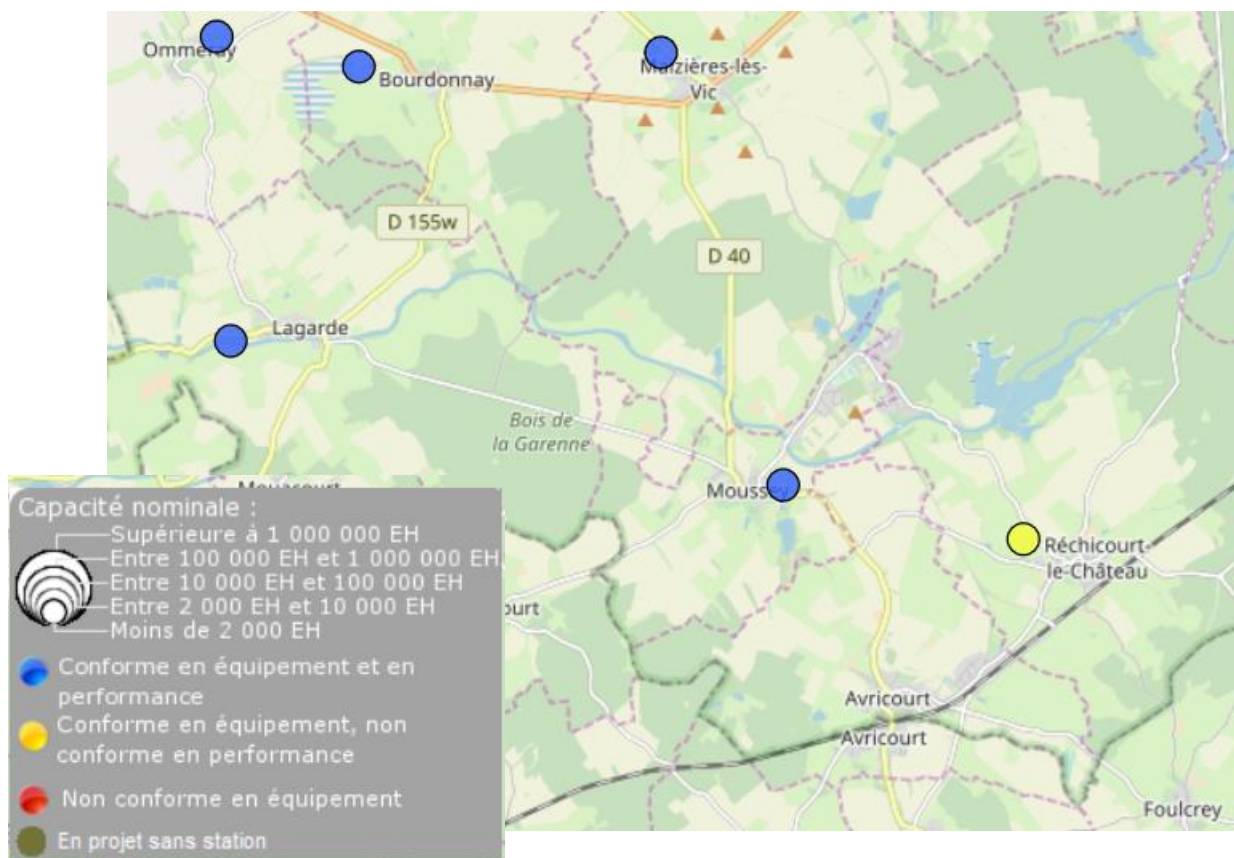 Ommeray
Bourdonnay
Maizières-lès-
Vic
D 155w
D 40
Lagarde
Bois de
la Garenne
Moussey
Réchicourt-
le-Château
Avricourt
Avricourt
Foulcrey
Capacité nominale :
Supérieure à 1 000 000 EH
Entre 100 000 EH et 1 000 000 EH
Entre 10 000 EH et 100 000 EH
Entre 2 000 EH et 10 000 EH
Moins de 2 000 EH
Conforme en équipement et en
performance
Conforme en équipement, non
conforme en performance
Non conforme en équipement
En projet sans station